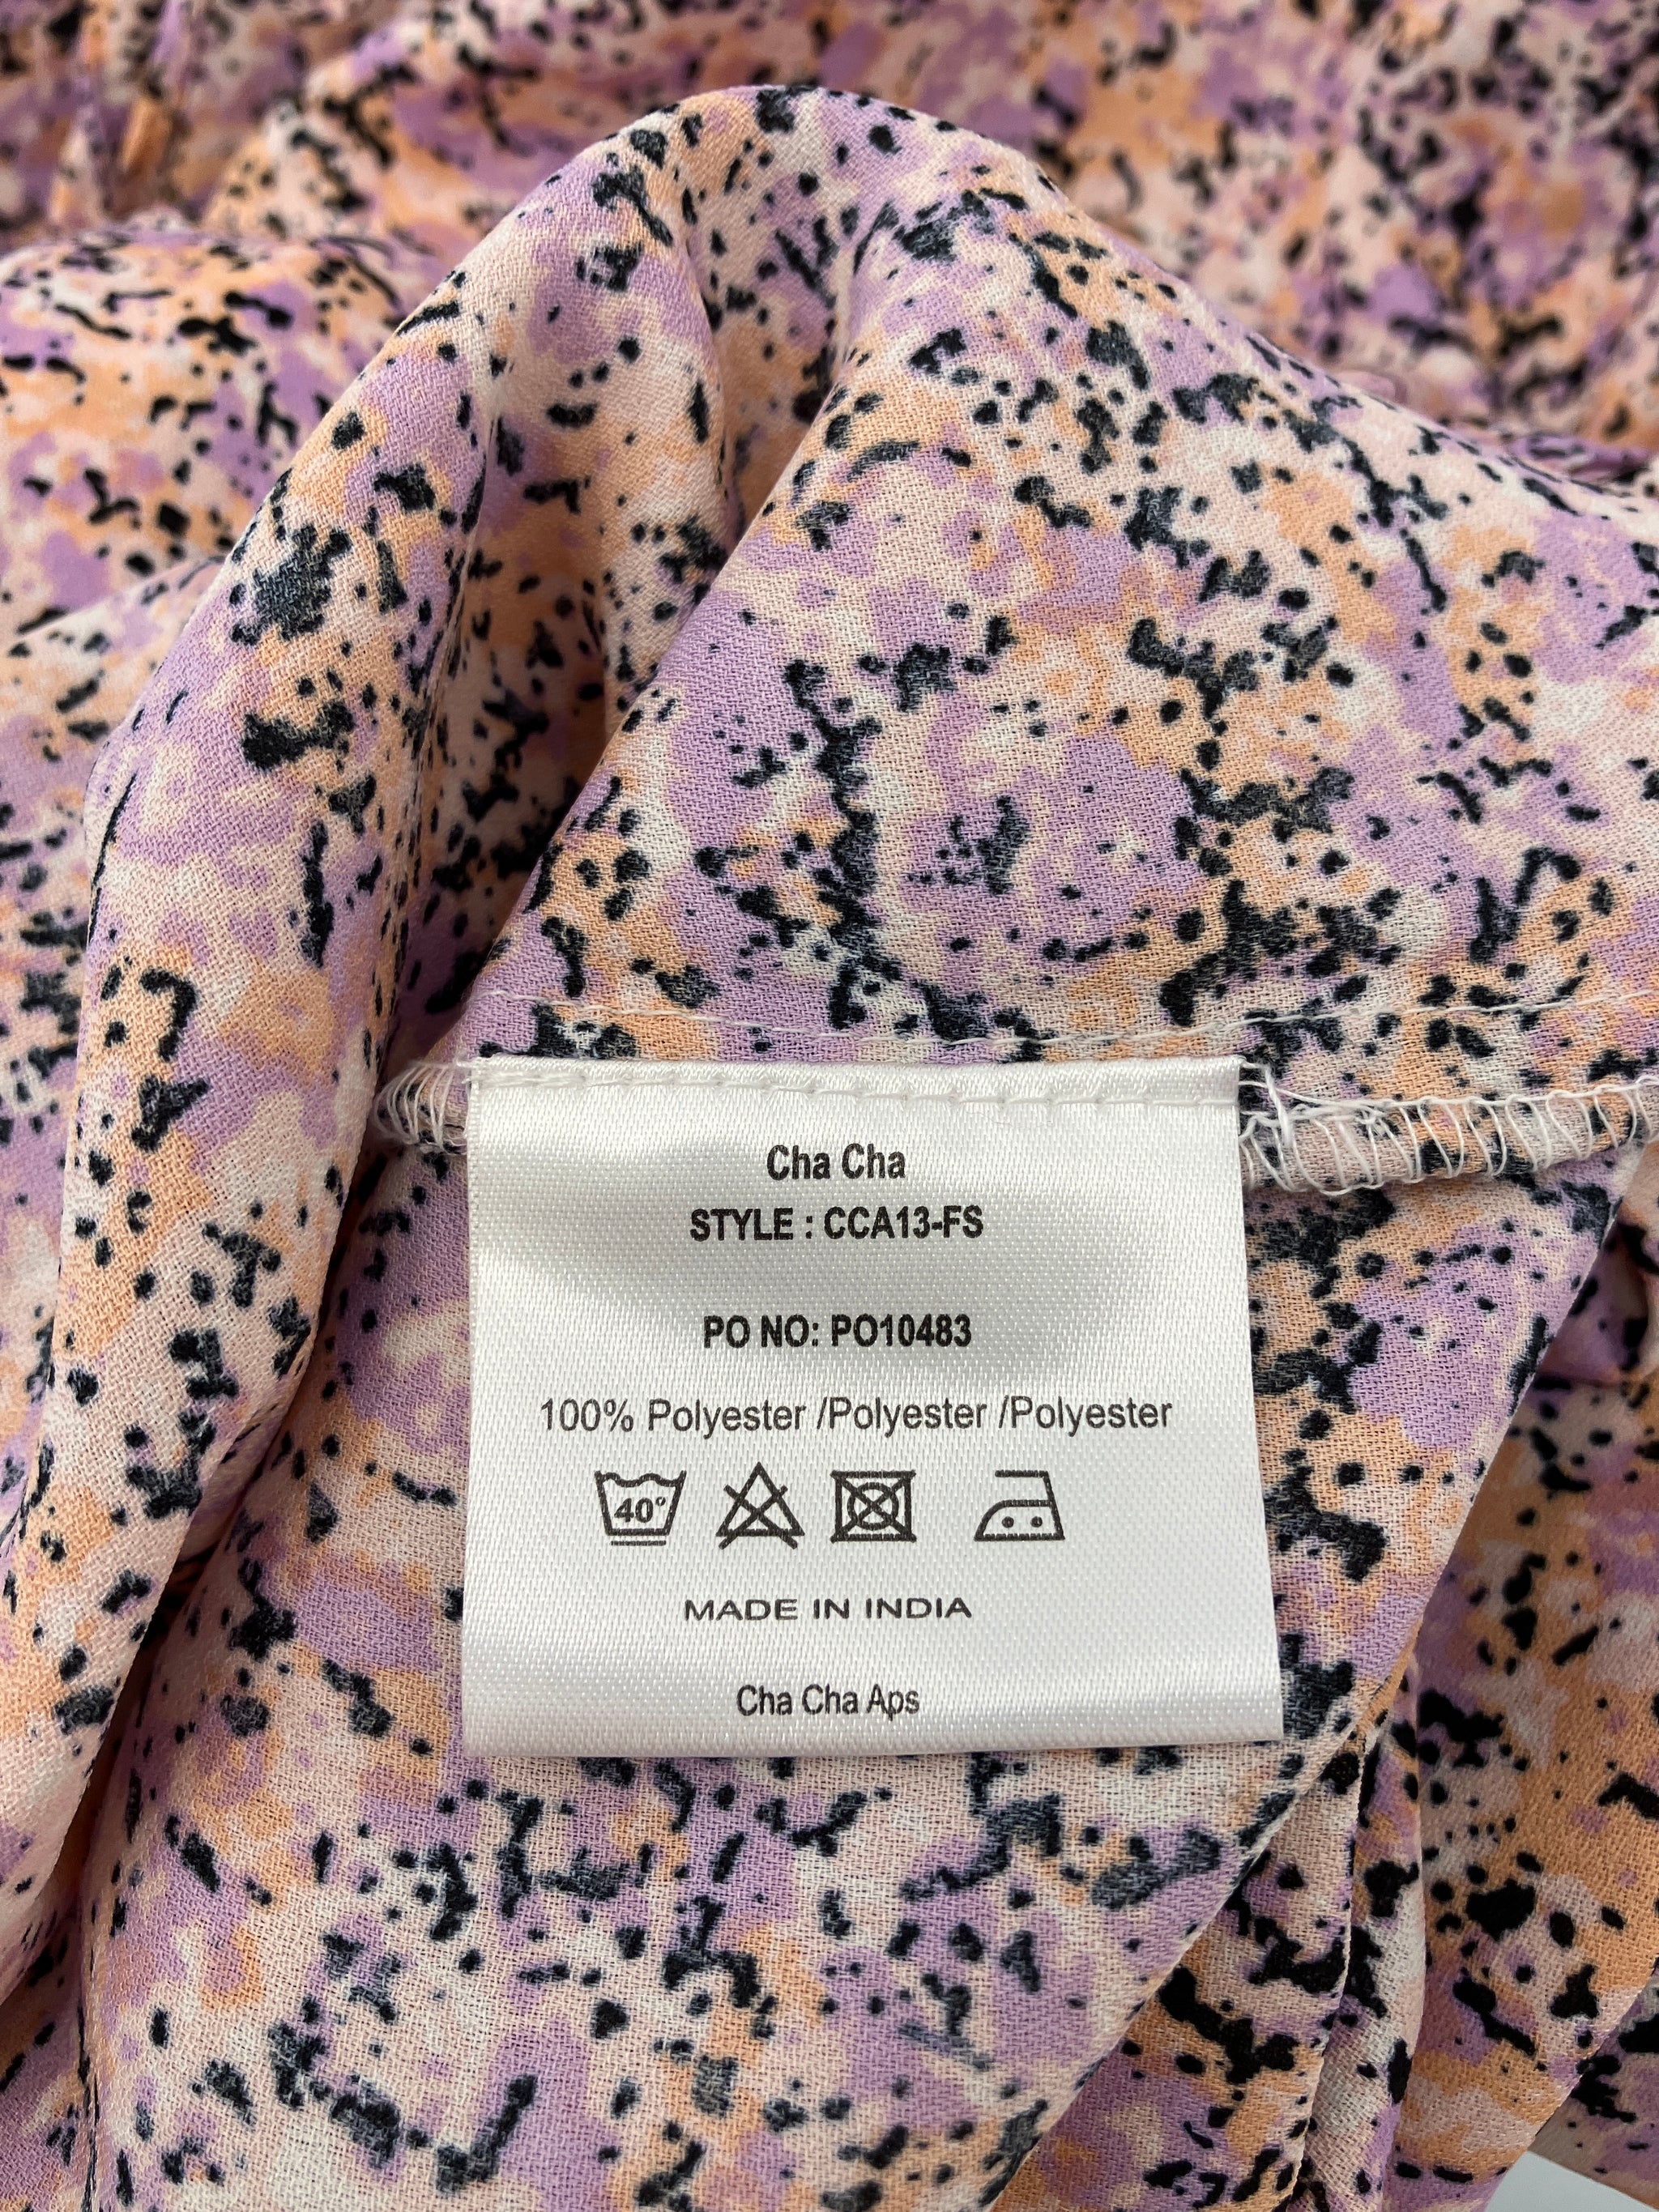 Cha Cha
STYLE : CCA13-FS
PO NO: PO10483
100% Polyester /Polyester /Polyester
40°
MADE IN INDIA
Cha Cha Aps